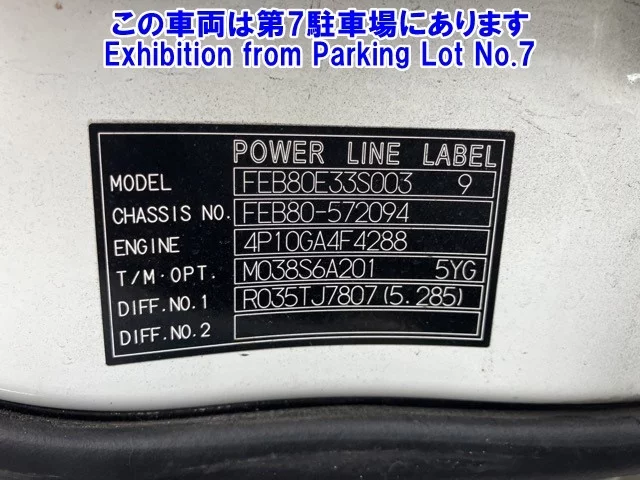 この車両は第7駐車場にあります
Exhibition from Parking Lot No.7
POWER LINE LABEL
MODEL FEB80E33S003 9
CHASSIS NO. FEB80-572094
ENGINE 4P10GA4F4288
T/M·OPT. M038S6A201 5YG
DIFF.NO.1 R035TJ7807(5.285)
DIFF.NO.2